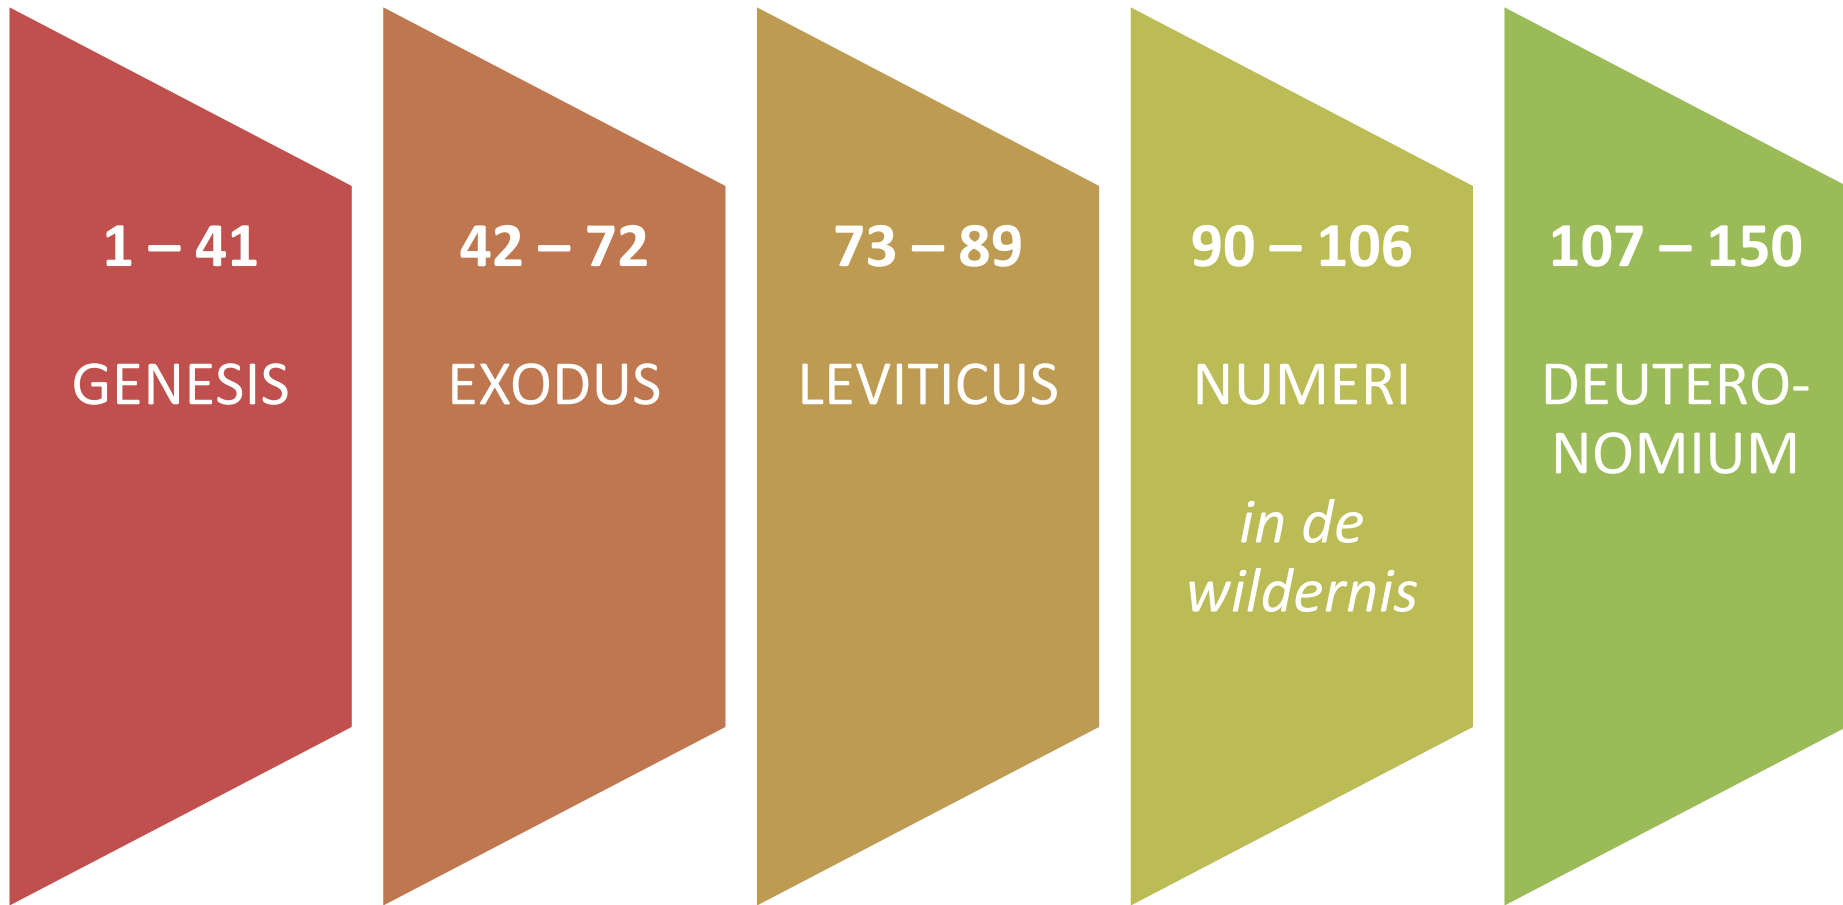 1 – 41
GENESIS
42 – 72
EXODUS
73 – 89
LEVITICUS
90 – 106
NUMERI
in de
wildernis
107 – 150
DEUTERO-
NOMIUM